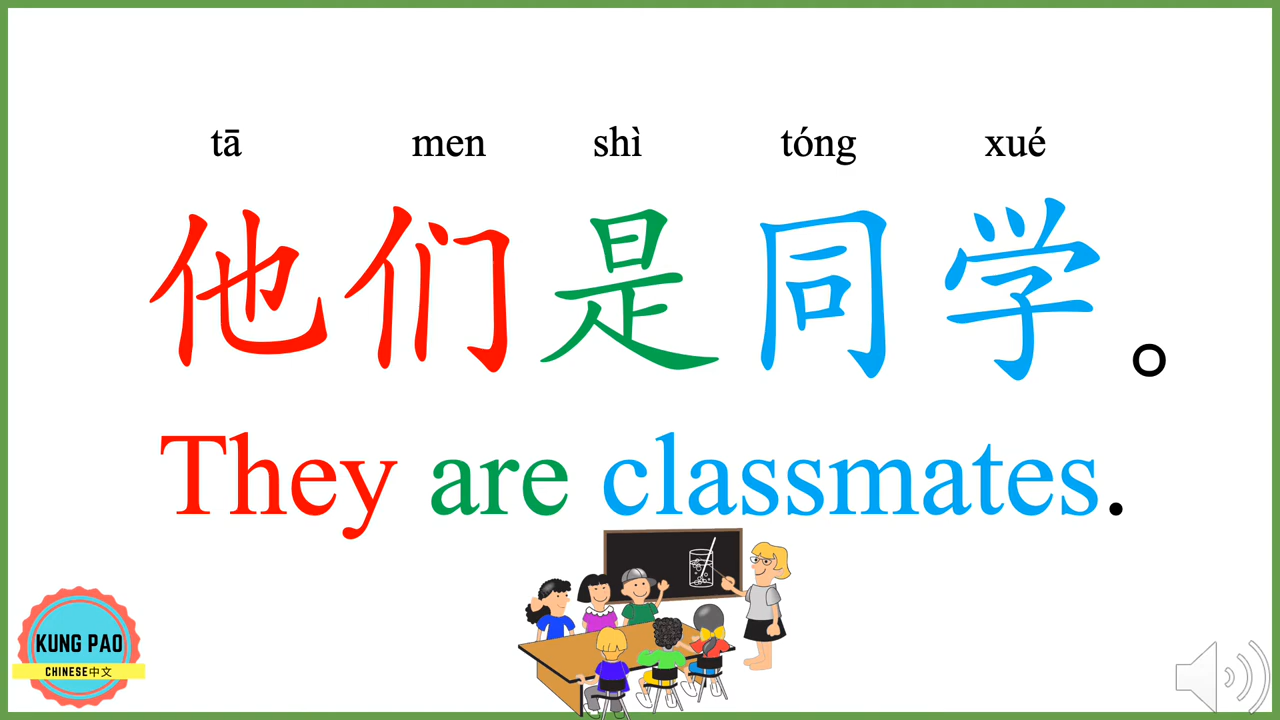 tā men shì tóng xué
他们是同学。
They are classmates.
KUNG PAO
CHINESE中文